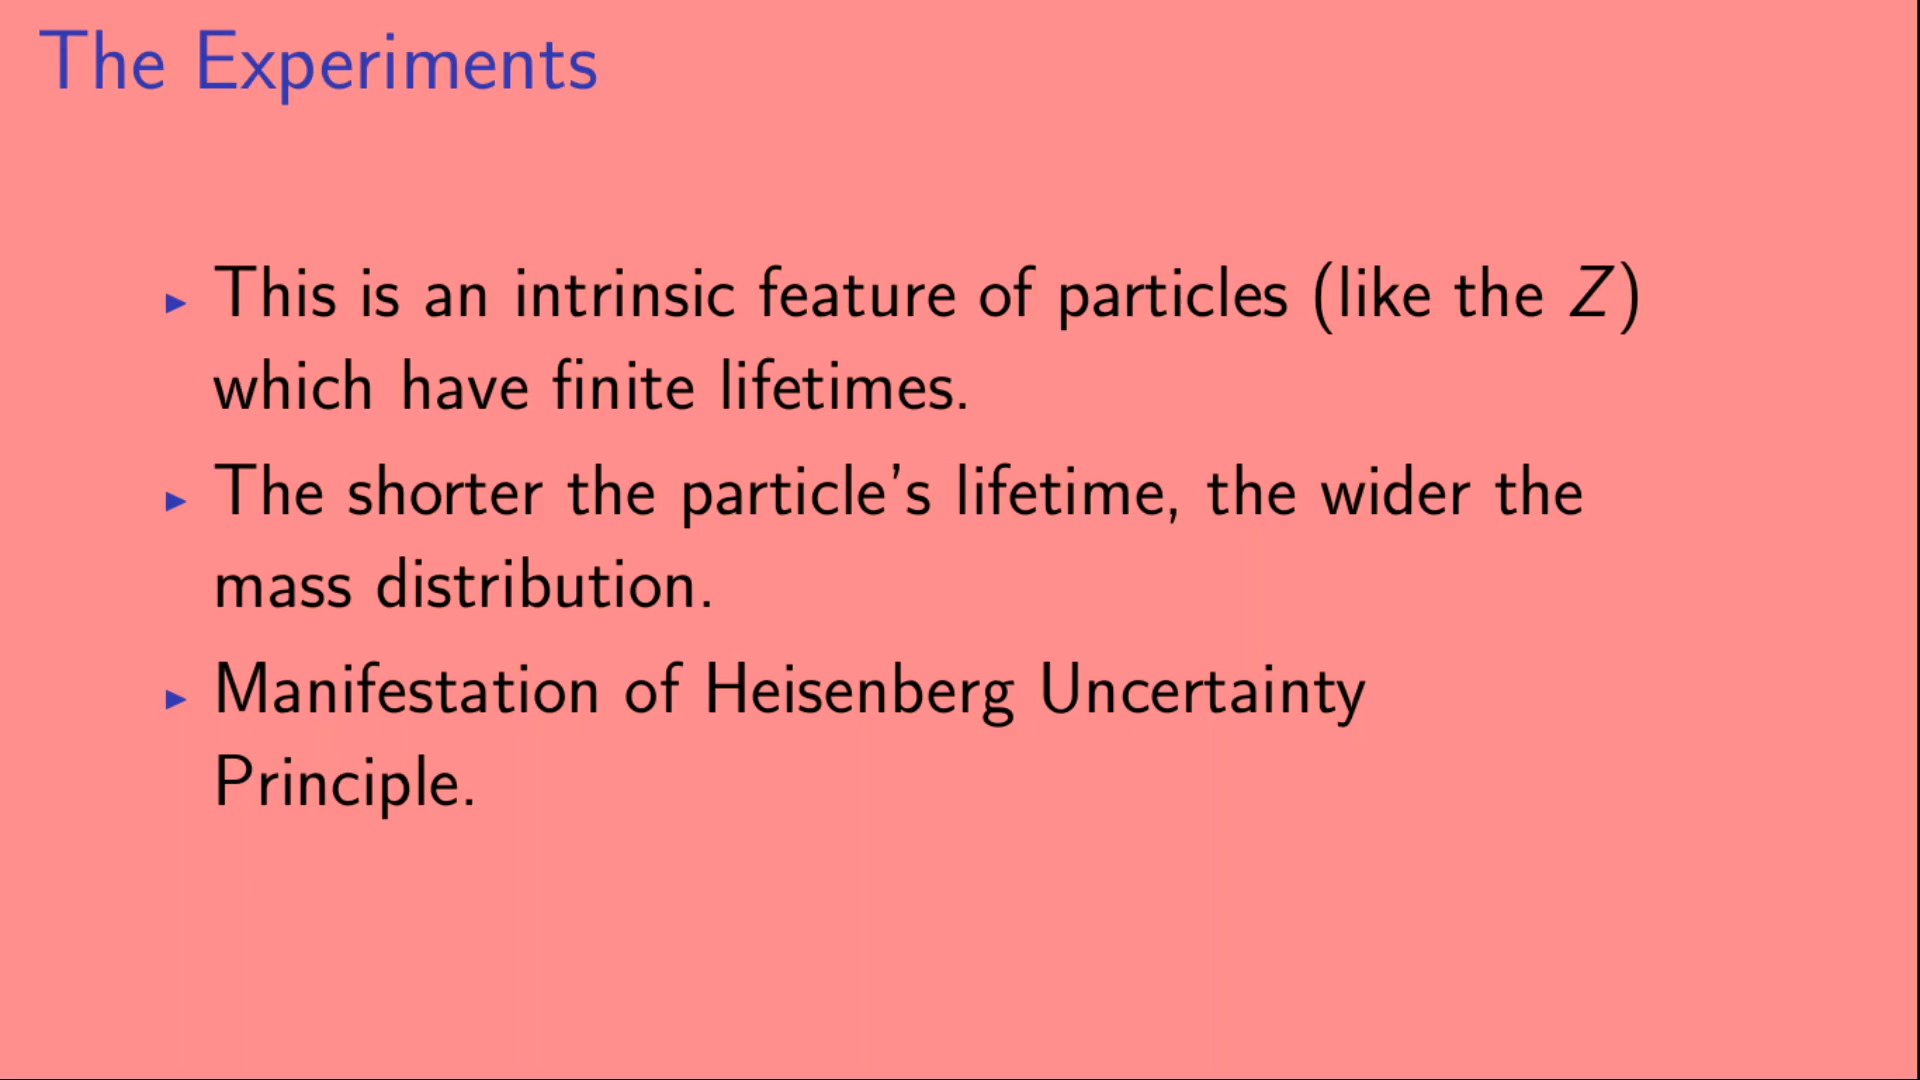 The Experiments
▸ This is an intrinsic feature of particles (like the Z)
which have finite lifetimes.
▸ The shorter the particle's lifetime, the wider the
mass distribution.
▸ Manifestation of Heisenberg Uncertainty
Principle.